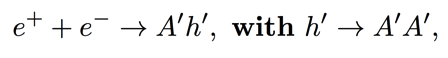 e⁺ + e⁻ → A′h′, with h′ → A′A′,